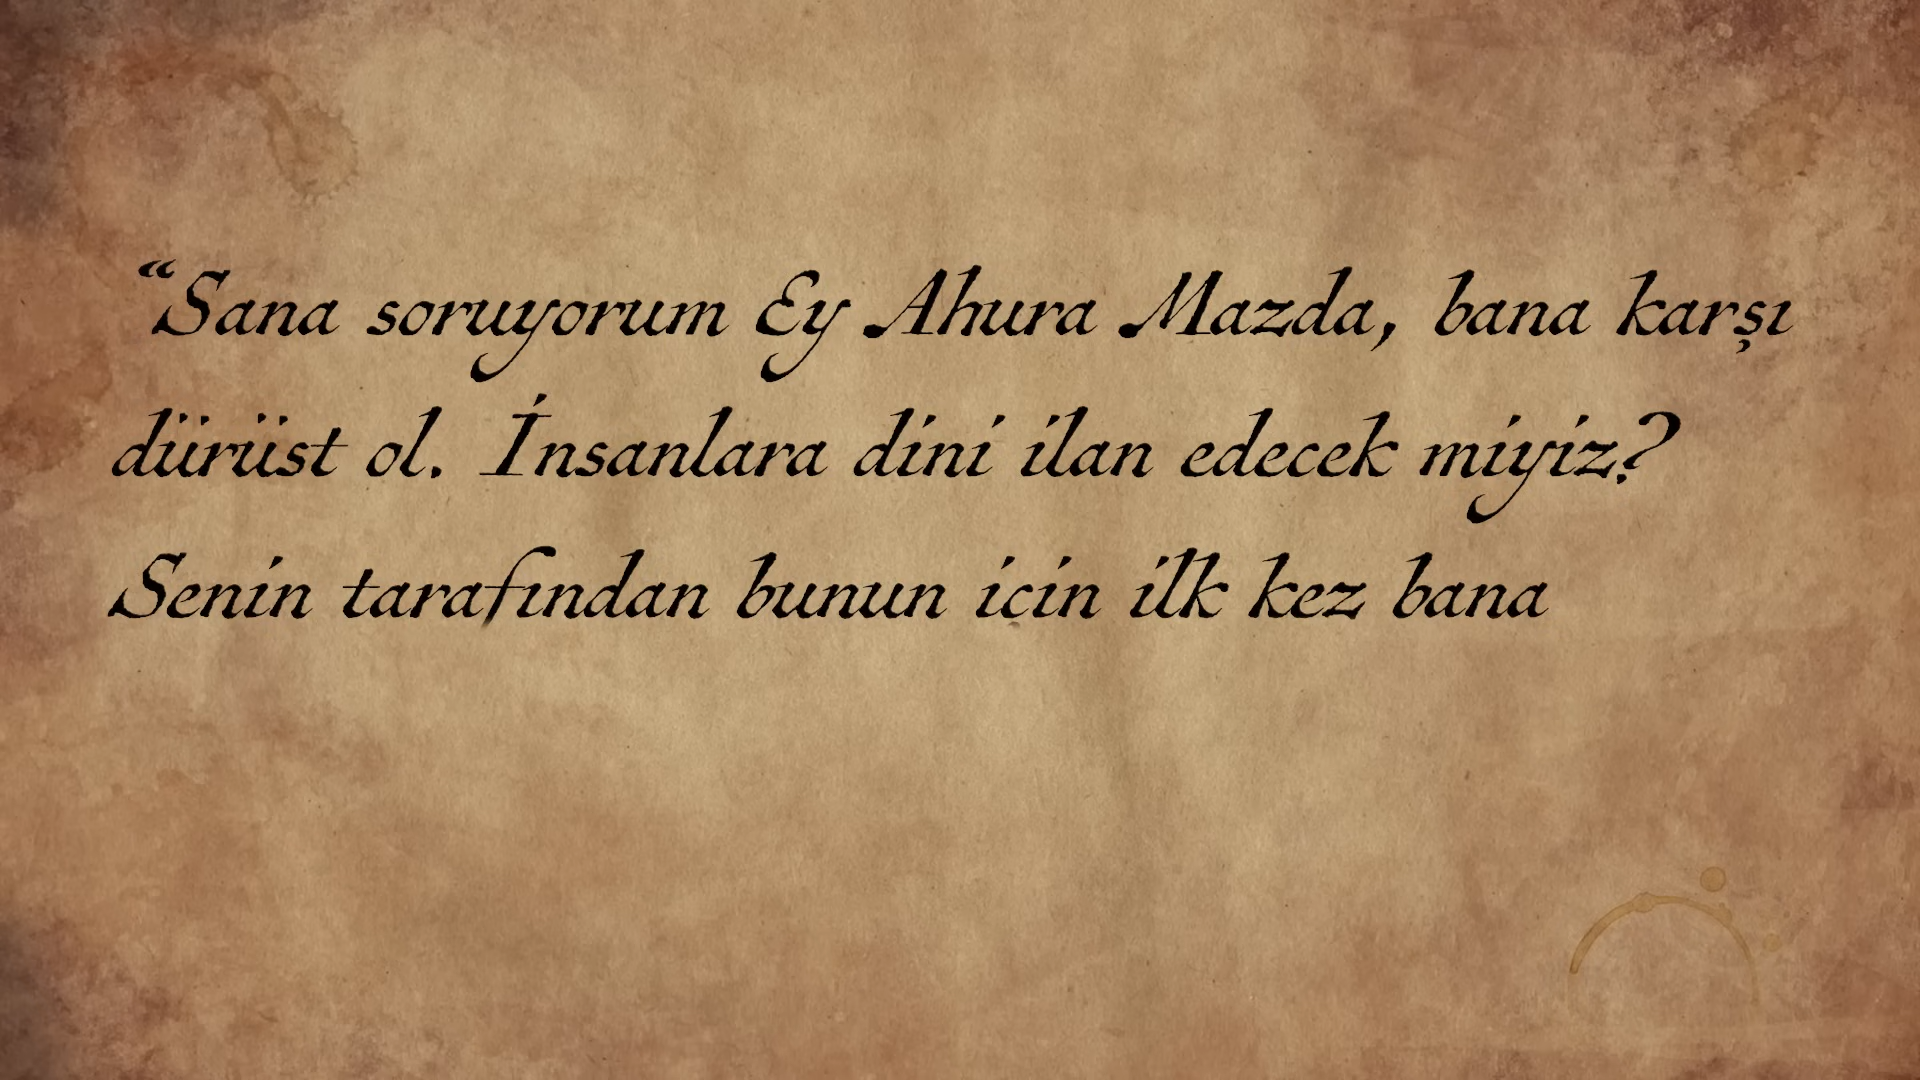 “Sana soruyorum Ey Ahura Mazda, bana karşı
dürüst ol. İnsanlara dini ilan edecek miyiz?
Senin tarafından bunun icin ilk kez bana